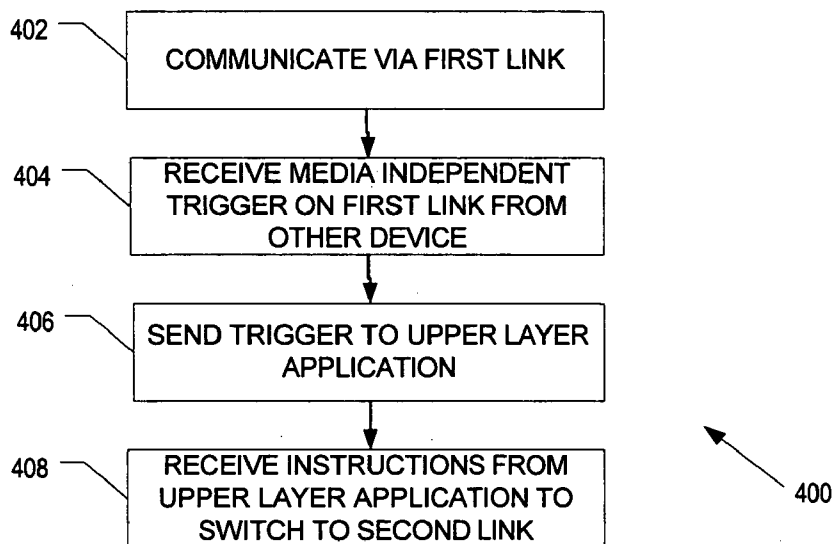 402
COMMUNICATE VIA FIRST LINK
404
RECEIVE MEDIA INDEPENDENT
TRIGGER ON FIRST LINK FROM
OTHER DEVICE
406
SEND TRIGGER TO UPPER LAYER
APPLICATION
408
RECEIVE INSTRUCTIONS FROM
UPPER LAYER APPLICATION TO
SWITCH TO SECOND LINK
400